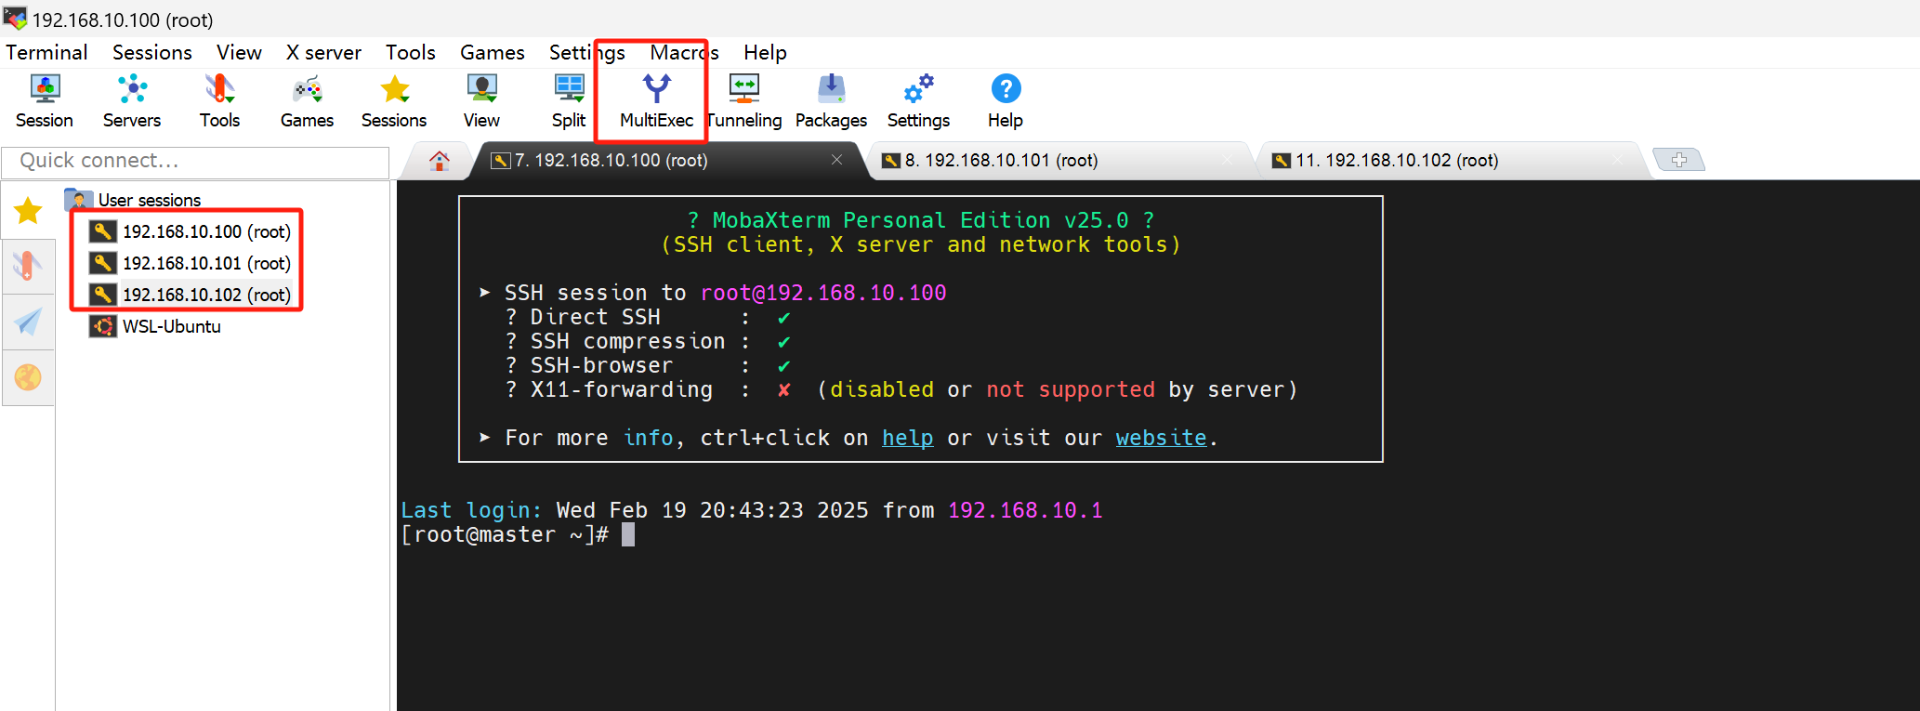 192.168.10.100 (root)
Terminal Sessions View X server Tools Games Settings Macros Help
Session Servers Tools Games Sessions View Split MultiExec Tunneling Packages Settings Help
Quick connect...
7. 192.168.10.100 (root)
8. 192.168.10.101 (root)
11. 192.168.10.102 (root)
User sessions
192.168.10.100 (root)
192.168.10.101 (root)
192.168.10.102 (root)
WSL-Ubuntu
? MobaXterm Personal Edition v25.0 ?
(SSH client, X server and network tools)
➤ SSH session to root@192.168.10.100
? Direct SSH : ✔
? SSH compression : ✔
? SSH-browser : ✔
? X11-forwarding : ✘ (disabled or not supported by server)
➤ For more info, ctrl+click on help or visit our website.
Last login: Wed Feb 19 20:43:23 2025 from 192.168.10.1
[root@master ~]#